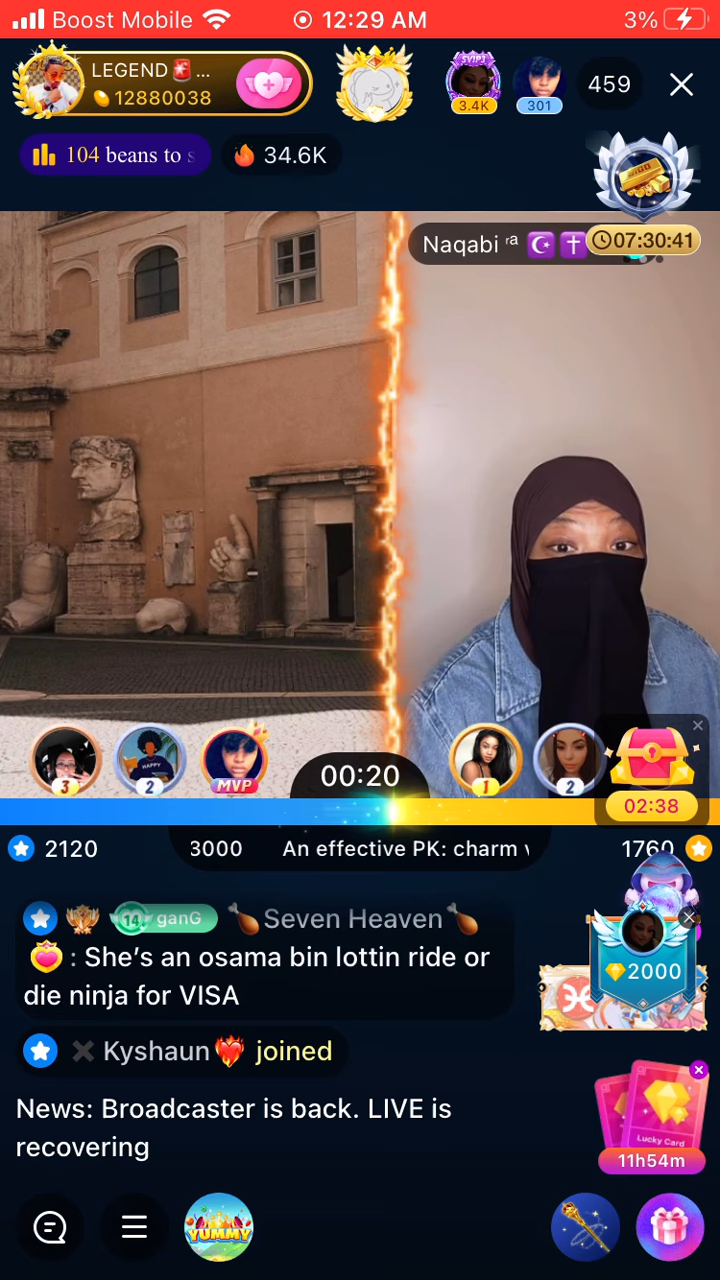 Boost Mobile 12:29 AM 3%
LEGEND🚨... 
12880038
SVIP1
3.4K
301
459
104 beans to s
34.6K
Naqabi ʳᵃ ☪️✝️
07:30:41
3
2
MVP
00:20
1
2
02:38
2120
3000 An effective PK: charm v
1760
14 ganG 🍗Seven Heaven🍗
: She’s an osama bin lottin ride or
die ninja for VISA
2000
✖️ Kyshaun❤️‍🔥 joined
News: Broadcaster is back. LIVE is
recovering
Lucky Card
11h54m
YUMMY
HAPPY